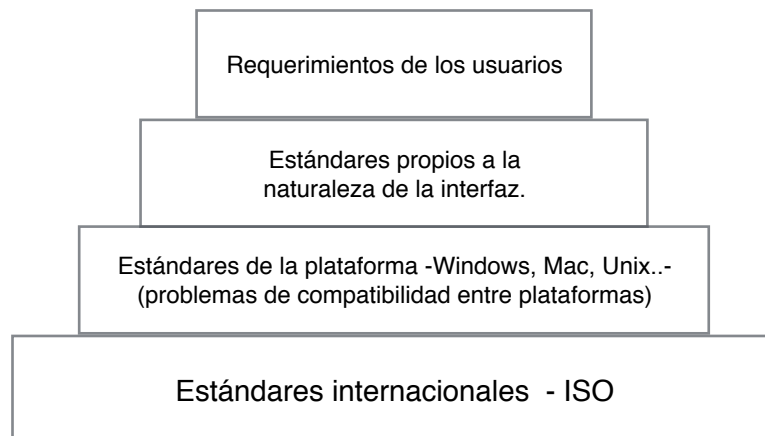 Requerimientos de los usuarios
Estándares propios a la
naturaleza de la interfaz.
Estándares de la plataforma -Windows, Mac, Unix..-
(problemas de compatibilidad entre plataformas)
Estándares internacionales - ISO